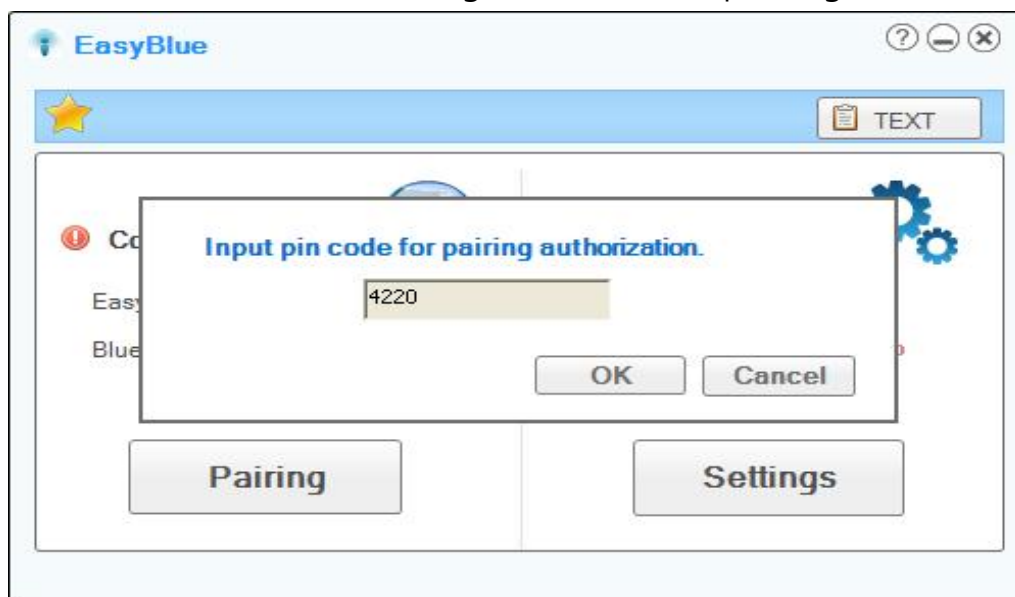 EasyBlue
TEXT
Input pin code for pairing authorization.
4220
OK Cancel
Pairing Settings